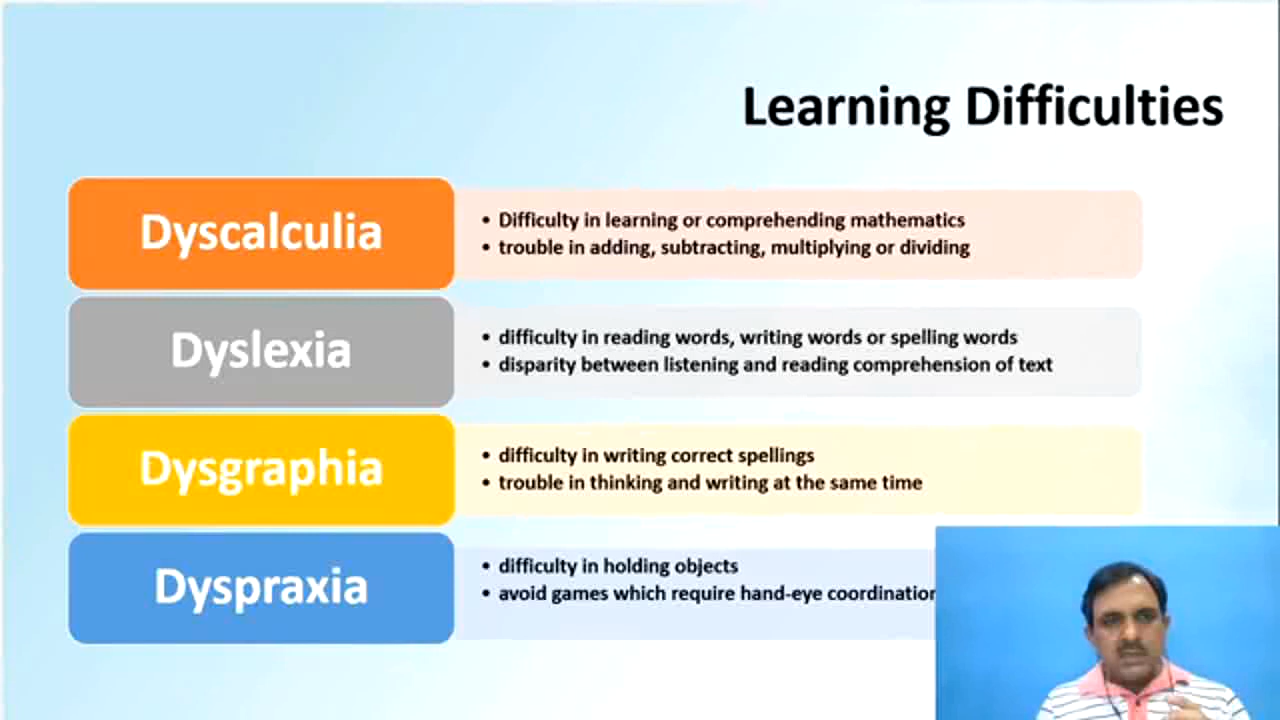 Learning Difficulties
Dyscalculia
• Difficulty in learning or comprehending mathematics
• trouble in adding, subtracting, multiplying or dividing
Dyslexia
• difficulty in reading words, writing words or spelling words
• disparity between listening and reading comprehension of text
Dysgraphia
• difficulty in writing correct spellings
• trouble in thinking and writing at the same time
Dyspraxia
• difficulty in holding objects
• avoid games which require hand-eye coordination